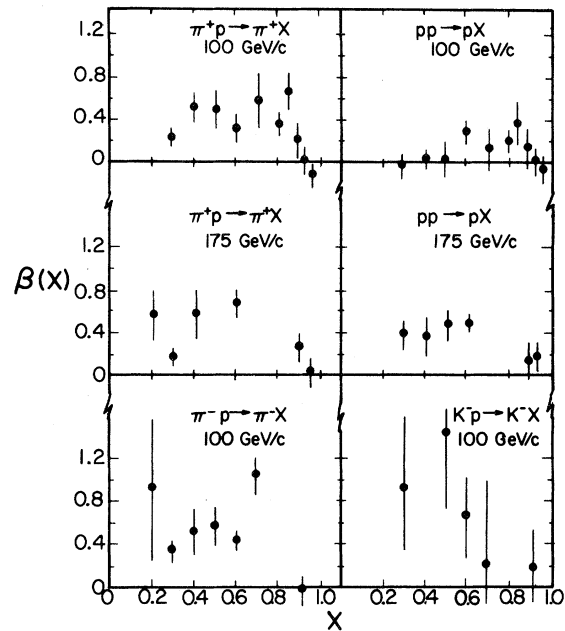 π⁺p → π⁺X
100 GeV/c
pp → pX
100 GeV/c
1.2
0.8
0.4
0
π⁺p → π⁺X
175 GeV/c
pp → pX
175 GeV/c
β(X)
1.2
0.8
0.4
0
π⁻p → π⁻X
100 GeV/c
K⁻p → K⁻X
100 GeV/c
1.2
0.8
0.4
0
0.2 0.4 0.6 0.8 1.0 0.2 0.4 0.6 0.8 1.0
X